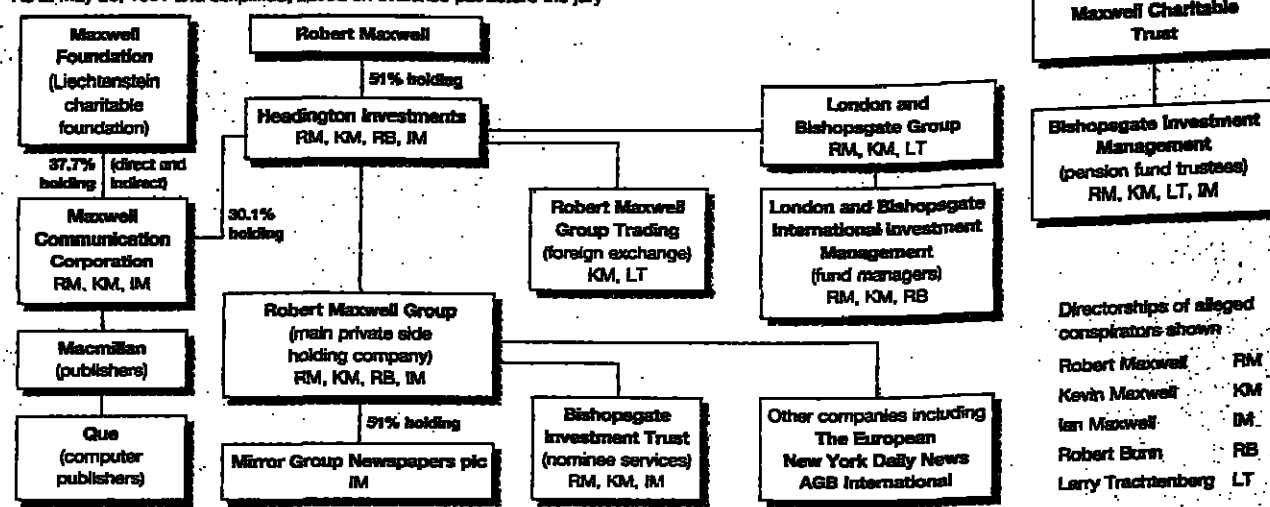 Maxwell
Foundation
(Liechtenstein
charitable
foundation)
37.7% (direct and
holding indirect)
Maxwell
Communication
Corporation
RM, KM, IM
Macmillan
(publishers)
Que
(computer
publishers)
Robert Maxwell
51% holding
Headington Investments
RM, KM, RB, IM
30.1%
holding
Robert Maxwell Group
(main private side
holding company)
RM, KM, RB, IM
51% holding
Mirror Group Newspapers plc
IM
Robert Maxwell
Group Trading
(foreign exchange)
KM, LT
Bishopsgate
Investment Trust
(nominee services)
RM, KM, IM
London and
Bishopsgate Group
RM, KM, LT
London and Bishopsgate
International Investment
Management
(fund managers)
RM, KM, RB
Other companies including
The European
New York Daily News
AGB International
Maxwell Charitable
Trust
Bishopsgate Investment
Management
(pension fund trustees)
RM, KM, LT, IM
Directorships of alleged
conspirators shown
Robert Maxwell RM
Kevin Maxwell KM
Ian Maxwell IM
Robert Bunn RB
Larry Trachtenberg LT